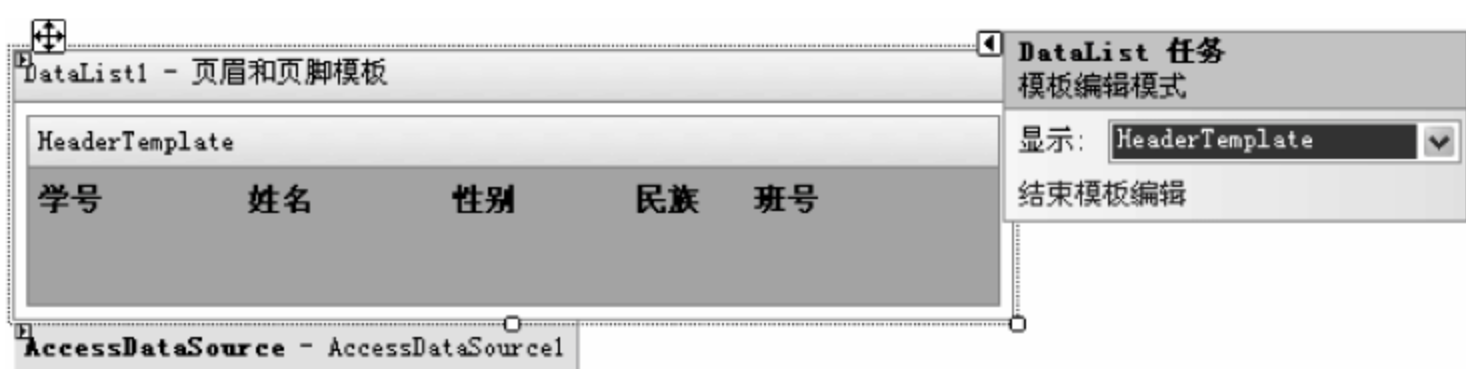 DataList1 - 页眉和页脚模板
HeaderTemplate
学号 姓名 性别 民族 班号
AccessDataSource - AccessDataSource1
DataList 任务
模板编辑模式
显示: HeaderTemplate
结束模板编辑